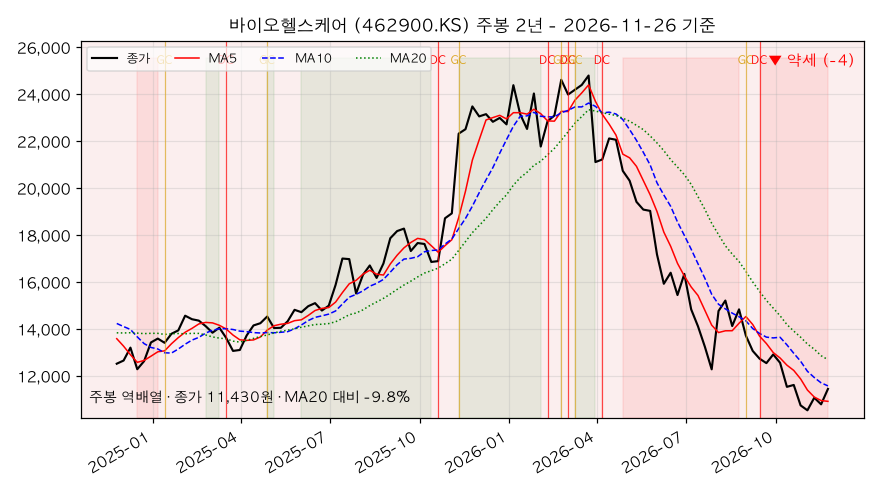 바이오헬스케어 (462900.KS) 주봉 2년 - 2026-11-26 기준
26,000
24,000
22,000
20,000
18,000
16,000
14,000
12,000
종가 MA5 MA10 MA20
DC GC DC DC DC GC DC
▼ 약세 (-4)
주봉 역배열 · 종가 11,430원 · MA20 대비 -9.8%
2025-01 2025-04 2025-07 2025-10 2026-01 2026-04 2026-07 2026-10